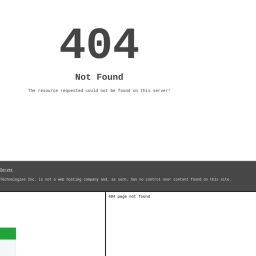 404
Not Found
The resource requested could not be found on this server!
Server
Technologies Inc. is not a web hosting company and, as such, has no control over content found on this site.
404 page not found